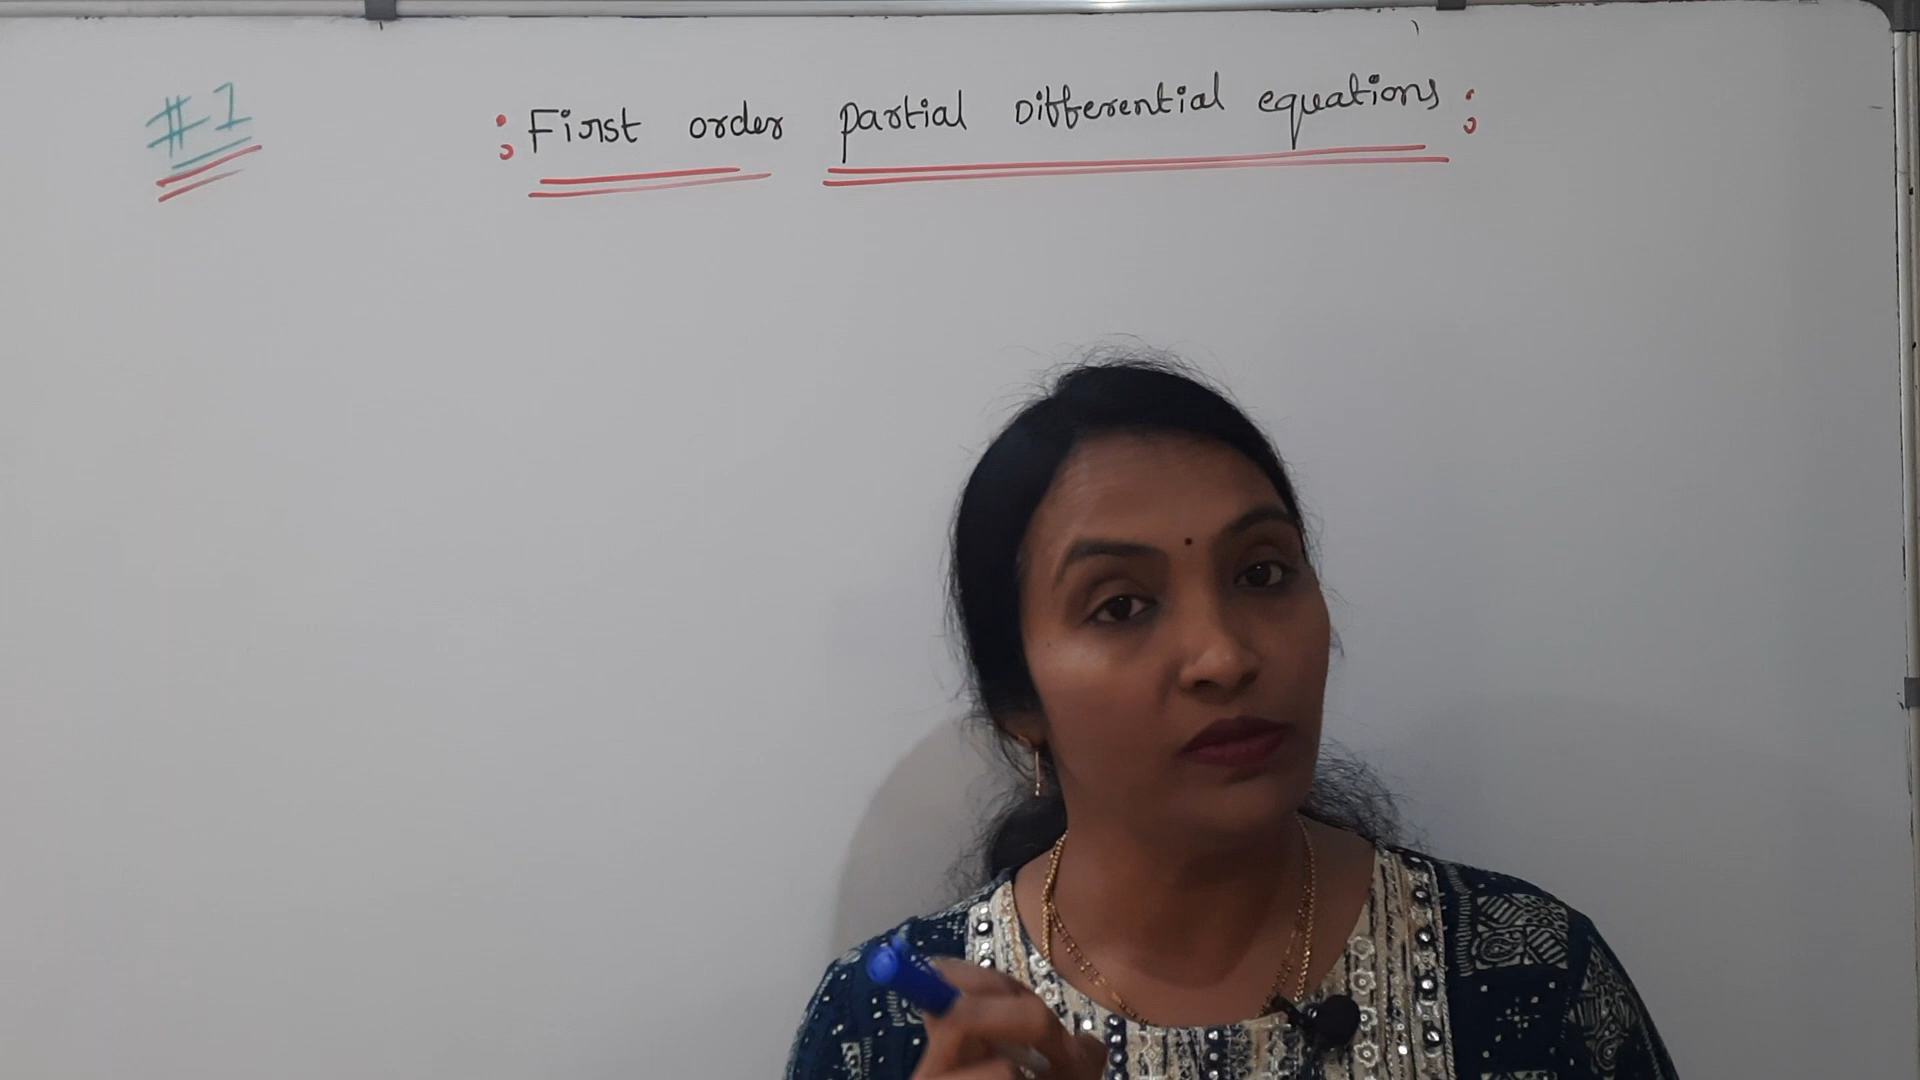 #1
: First order partial Differential equations :